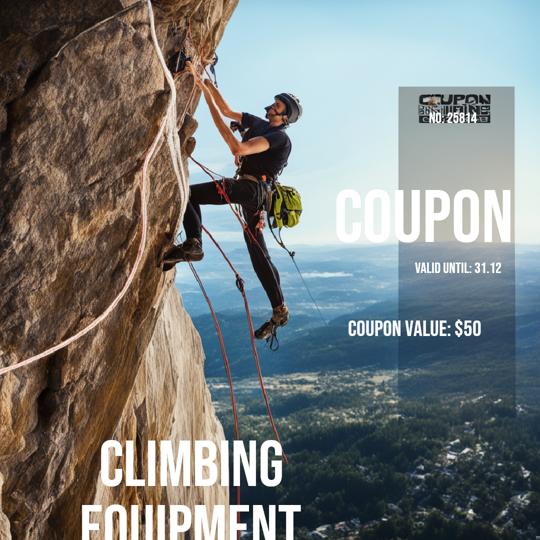 COUPON
NO: 25814
COUPON
VALID UNTIL: 31.12
COUPON VALUE: $50
CLIMBING
EQUIPMENT